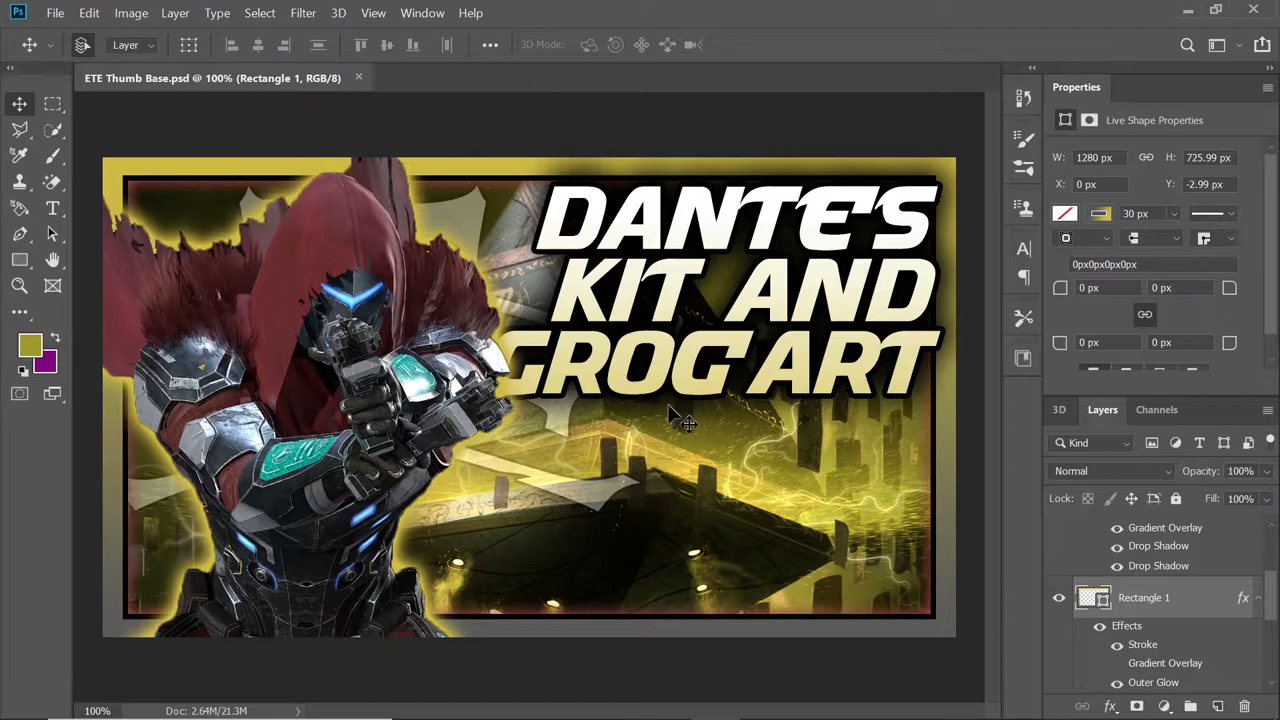 Ps File Edit Image Layer Type Select Filter 3D View Window Help
Layer 3D Mode:
ETE Thumb Base.psd @ 100% (Rectangle 1, RGB/8) ×
DANTE'S
KIT AND
GROG ART
100% Doc: 2.64M/21.3M
Properties
Live Shape Properties
W: 1280 px H: 725.99 px
X: 0 px Y: -2.99 px
30 px
0px0px0px0px
0 px 0 px
0 px 0 px
3D Layers Channels
Kind
Normal Opacity: 100%
Lock: Fill: 100%
Gradient Overlay
Drop Shadow
Drop Shadow
Rectangle 1 fx
Effects
Stroke
Gradient Overlay
Outer Glow
fx